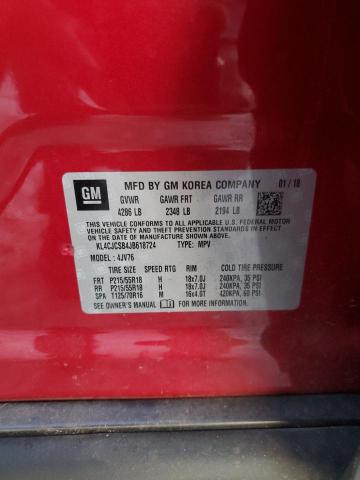 GM
MFD BY GM KOREA COMPANY 01/18
GVWR GAWR FRT GAWR RR
4286 LB 2348 LB 2194 LB
THIS VEHICLE CONFORMS TO ALL APPLICABLE U.S. FEDERAL MOTOR
VEHICLE SAFETY, BUMPER, AND THEFT PREVENTION STANDARDS IN
EFFECT ON THE DATE OF MANUFACTURE SHOWN ABOVE.
KL4CJCSB4JB618724 TYPE: MPV
MODEL: 4JV76
TIRE SIZE SPEED RTG RIM COLD TIRE PRESSURE
FRT P215/55R18 H 18x7.0J 240KPA, 35 PSI
RR P215/55R18 H 18x7.0J 240KPA, 35 PSI
SPA T125/70R16 M 16x4.0T 420KPA, 60 PSI
SEE OWNER'S MANUAL FOR MORE INFORMATION.